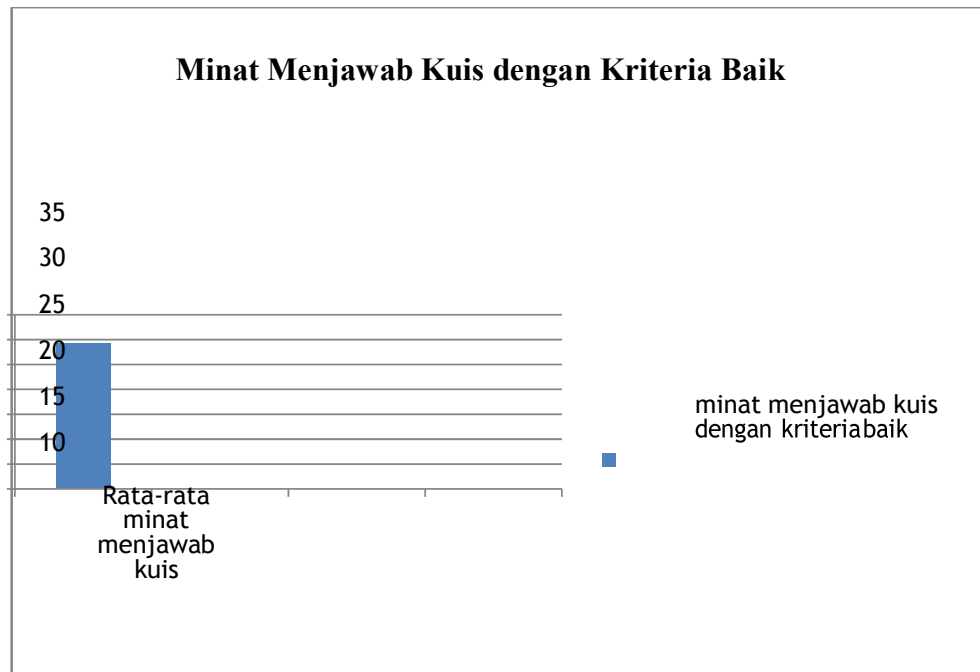 Minat Menjawab Kuis dengan Kriteria Baik
35
30
25
20
15
10
Rata-rata
minat
menjawab
kuis
minat menjawab kuis
dengan kriteriabaik